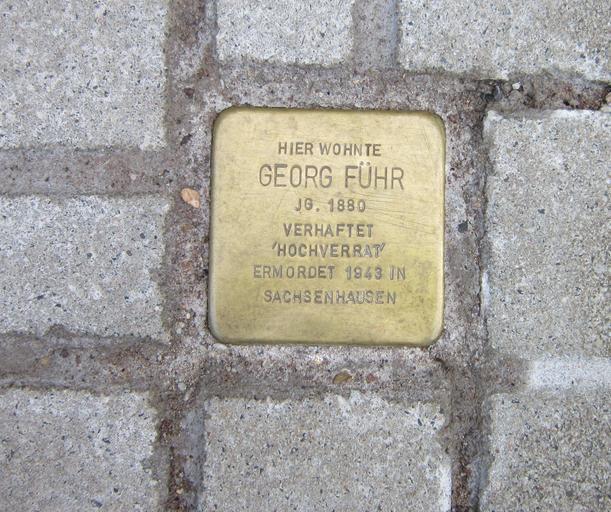 HIER WOHNTE
GEORG FÜHR
JG. 1880
VERHAFTET
'HOCHVERRAT'
ERMORDET 1943 IN
SACHSENHAUSEN